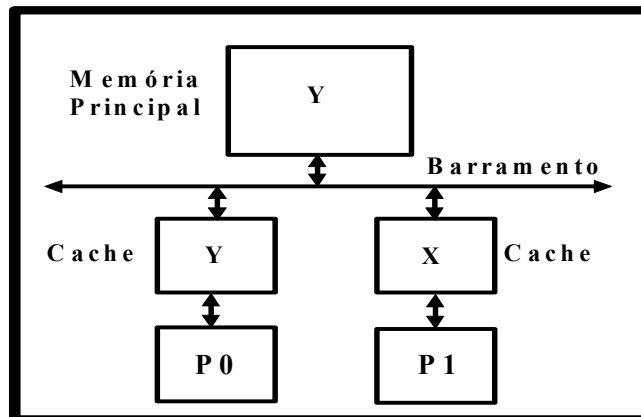 Memória
Principal
Y
Barramento
Cache
Y
X
Cache
P0
P1